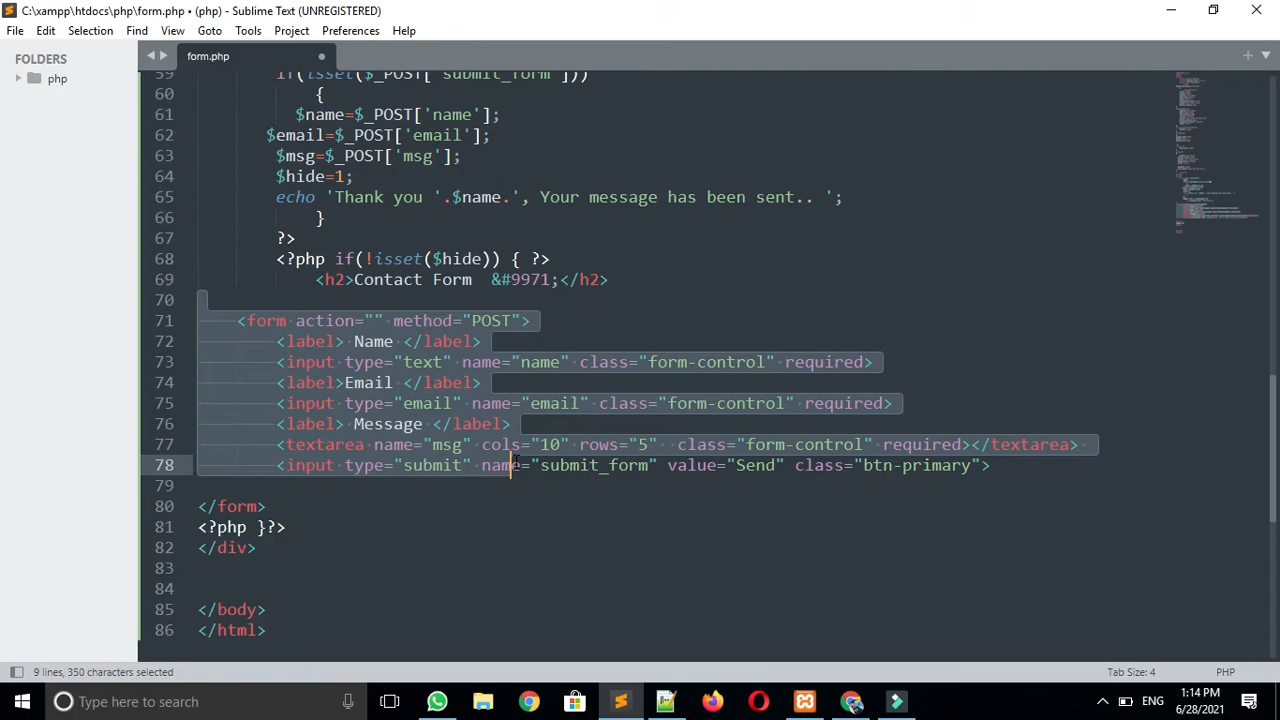 C:\xampp\htdocs\php\form.php • (php) - Sublime Text (UNREGISTERED)
File Edit Selection Find View Goto Tools Project Preferences Help
FOLDERS
php
form.php
59 if(isset($_POST['submit_form']))
60 {
61 $name=$_POST['name'];
62 $email=$_POST['email'];
63 $msg=$_POST['msg'];
64 $hide=1;
65 echo 'Thank you '.$name.', Your message has been sent.. ';
66 }
67 ?>
68 <?php if(!isset($hide)) { ?>
69 <h2>Contact Form &#9971;</h2>
70
71 <form action="" method="POST">
72 <label> Name </label>
73 <input type="text" name="name" class="form-control" required>
74 <label>Email </label>
75 <input type="email" name="email" class="form-control" required>
76 <label> Message </label>
77 <textarea name="msg" cols="10" rows="5" class="form-control" required></textarea>
78 <input type="submit" name="submit_form" value="Send" class="btn-primary">
79
80 </form>
81 <?php }?>
82 </div>
83
84
85 </body>
86 </html>
9 lines, 350 characters selected
Tab Size: 4
PHP
Type here to search
ENG
1:14 PM
6/28/2021